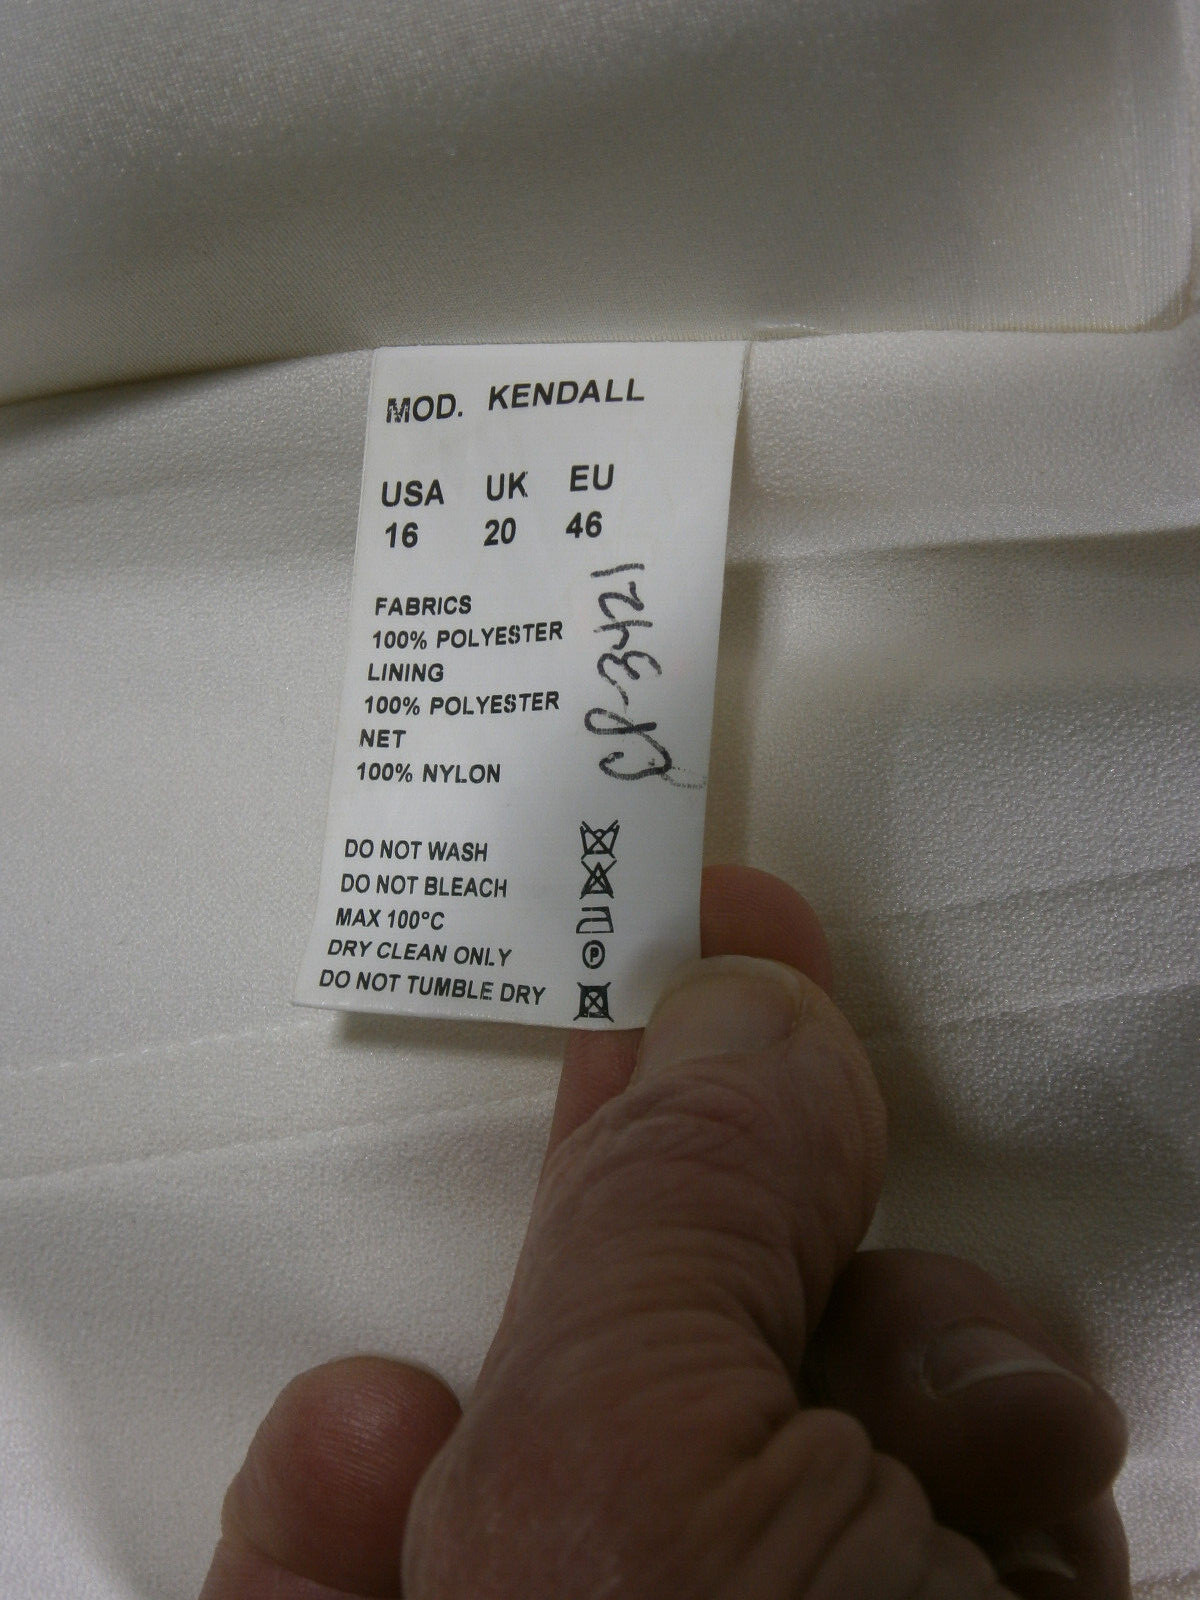 MOD. KENDALL
USA UK EU
16 20 46
FABRICS
100% POLYESTER
LINING
100% POLYESTER
NET
100% NYLON
DO NOT WASH
DO NOT BLEACH
MAX 100°C
DRY CLEAN ONLY
DO NOT TUMBLE DRY
P